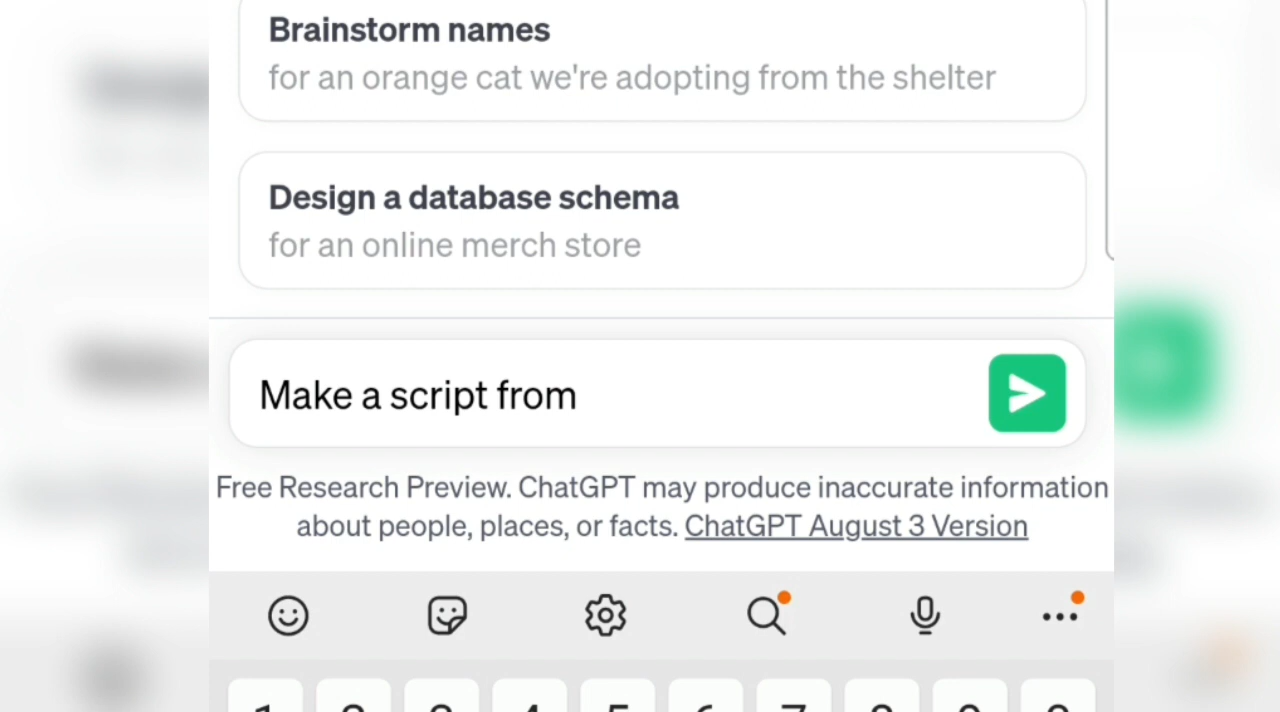 Brainstorm names
for an orange cat we're adopting from the shelter
Design a database schema
for an online merch store
Make a script from
Free Research Preview. ChatGPT may produce inaccurate information
about people, places, or facts. ChatGPT August 3 Version